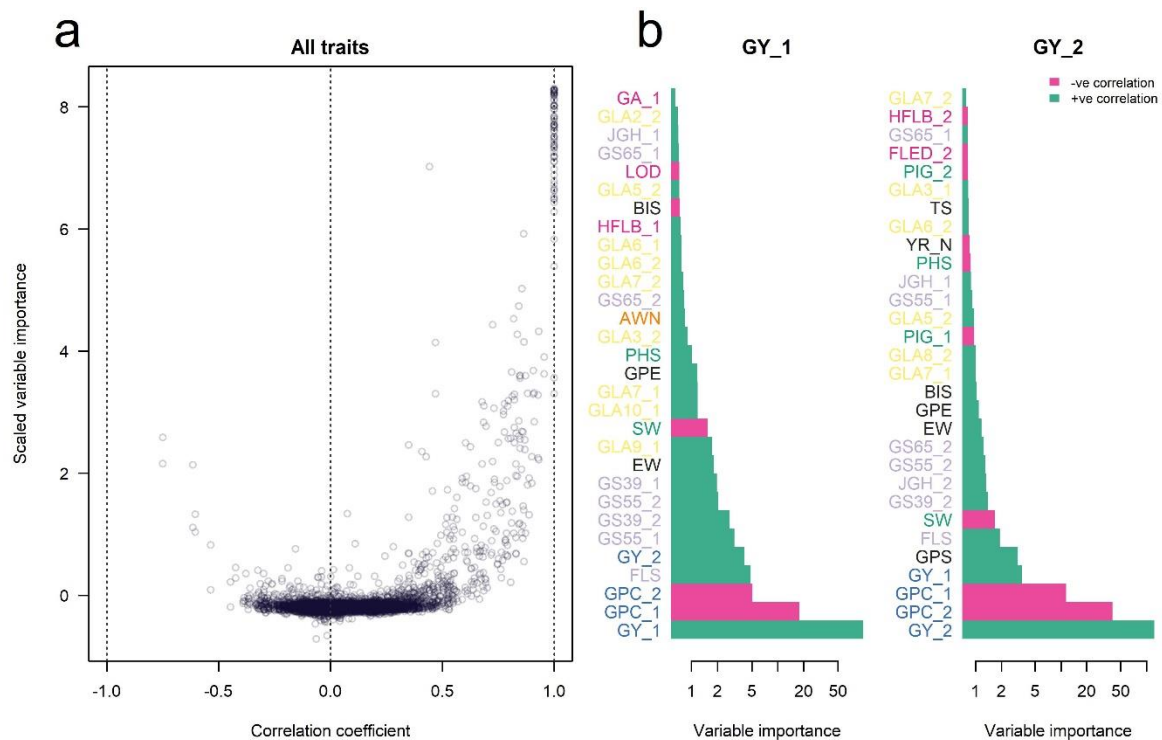 a
All traits
Scaled variable importance
8
6
4
2
0
-1.0 -0.5 0.0 0.5 1.0
Correlation coefficient
b
GY_1
GA_1
GLA2_2
JGH_1
GS65_1
LOD
GLA5_2
BIS
HFLB_1
GLA6_1
GLA6_2
GLA7_2
GS65_2
AWN
GLA3_2
PHS
GPE
GLA7_1
GLA10_1
SW
GLA9_1
EW
GS39_1
GS55_2
GS39_2
GS55_1
GY_2
FLS
GPC_2
GPC_1
GY_1
1 2 5 20 50
Variable importance
GY_2
-ve correlation
+ve correlation
GLA7_2
HFLB_2
GS65_1
FLED_2
PIG_2
GLA3_1
TS
GLA6_2
YR_N
PHS
JGH_1
GS55_1
GLA5_2
PIG_1
GLA8_2
GLA7_1
BIS
GPE
EW
GS65_2
GS55_2
JGH_2
GS39_2
SW
FLS
GPS
GY_1
GPC_1
GPC_2
GY_2
1 2 5 20 50
Variable importance